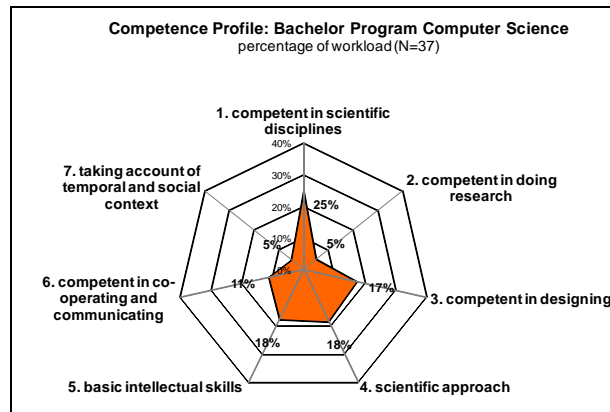 Competence Profile: Bachelor Program Computer Science
percentage of workload (N=37)
1. competent in scientific
disciplines
40%
7. taking account of
temporal and social
context
30%
2. competent in doing
research
20%
25%
10%
5%
5%
0%
6. competent in co-
operating and
communicating
11%
17%
3. competent in designing
18%
18%
5. basic intellectual skills
4. scientific approach